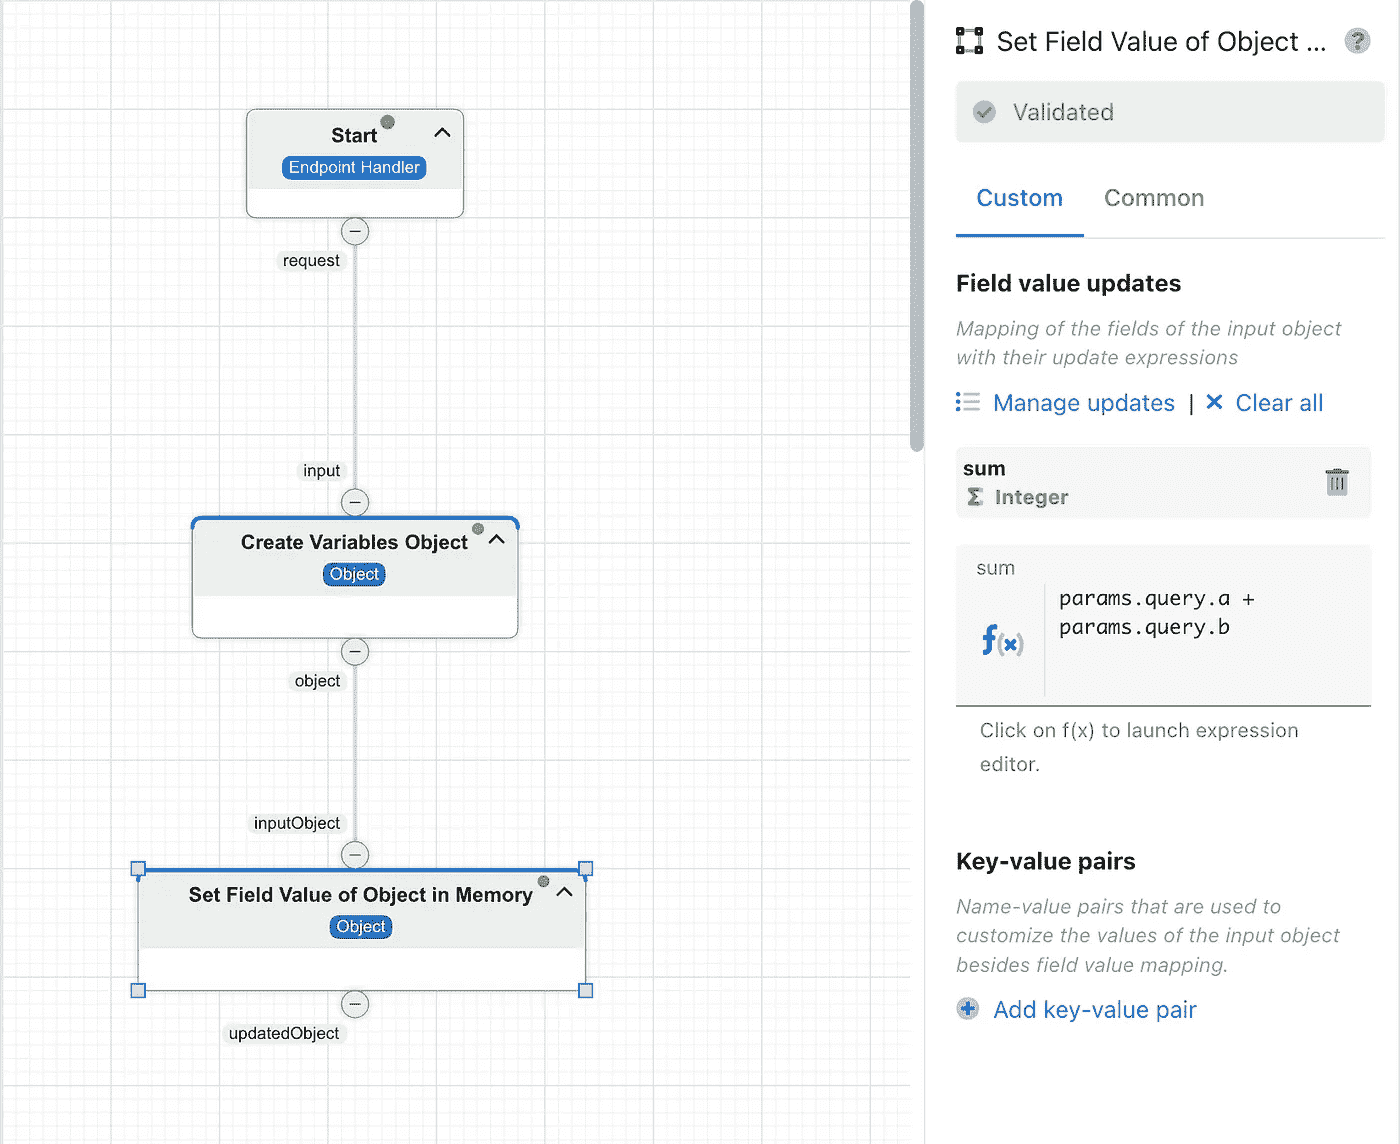 Start
Endpoint Handler
request
input
Create Variables Object
Object
object
inputObject
Set Field Value of Object in Memory
Object
updatedObject
Set Field Value of Object ...
?
Validated
Custom
Common
Field value updates
Mapping of the fields of the input object
with their update expressions
Manage updates | × Clear all
sum
Σ Integer
sum
f(x)
params.query.a +
params.query.b
Click on f(x) to launch expression
editor.
Key-value pairs
Name-value pairs that are used to
customize the values of the input object
besides field value mapping.
Add key-value pair